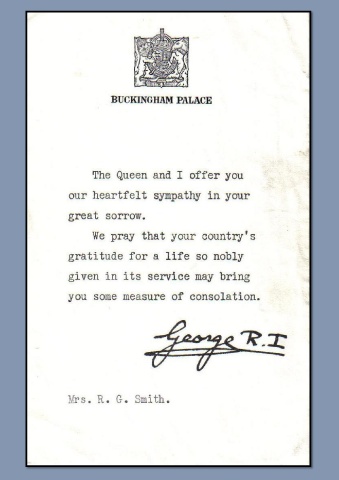 BUCKINGHAM PALACE
The Queen and I offer you
our heartfelt sympathy in your
great sorrow.
We pray that your country's
gratitude for a life so nobly
given in its service may bring
you some measure of consolation.
George R.I
Mrs. R. G. Smith.